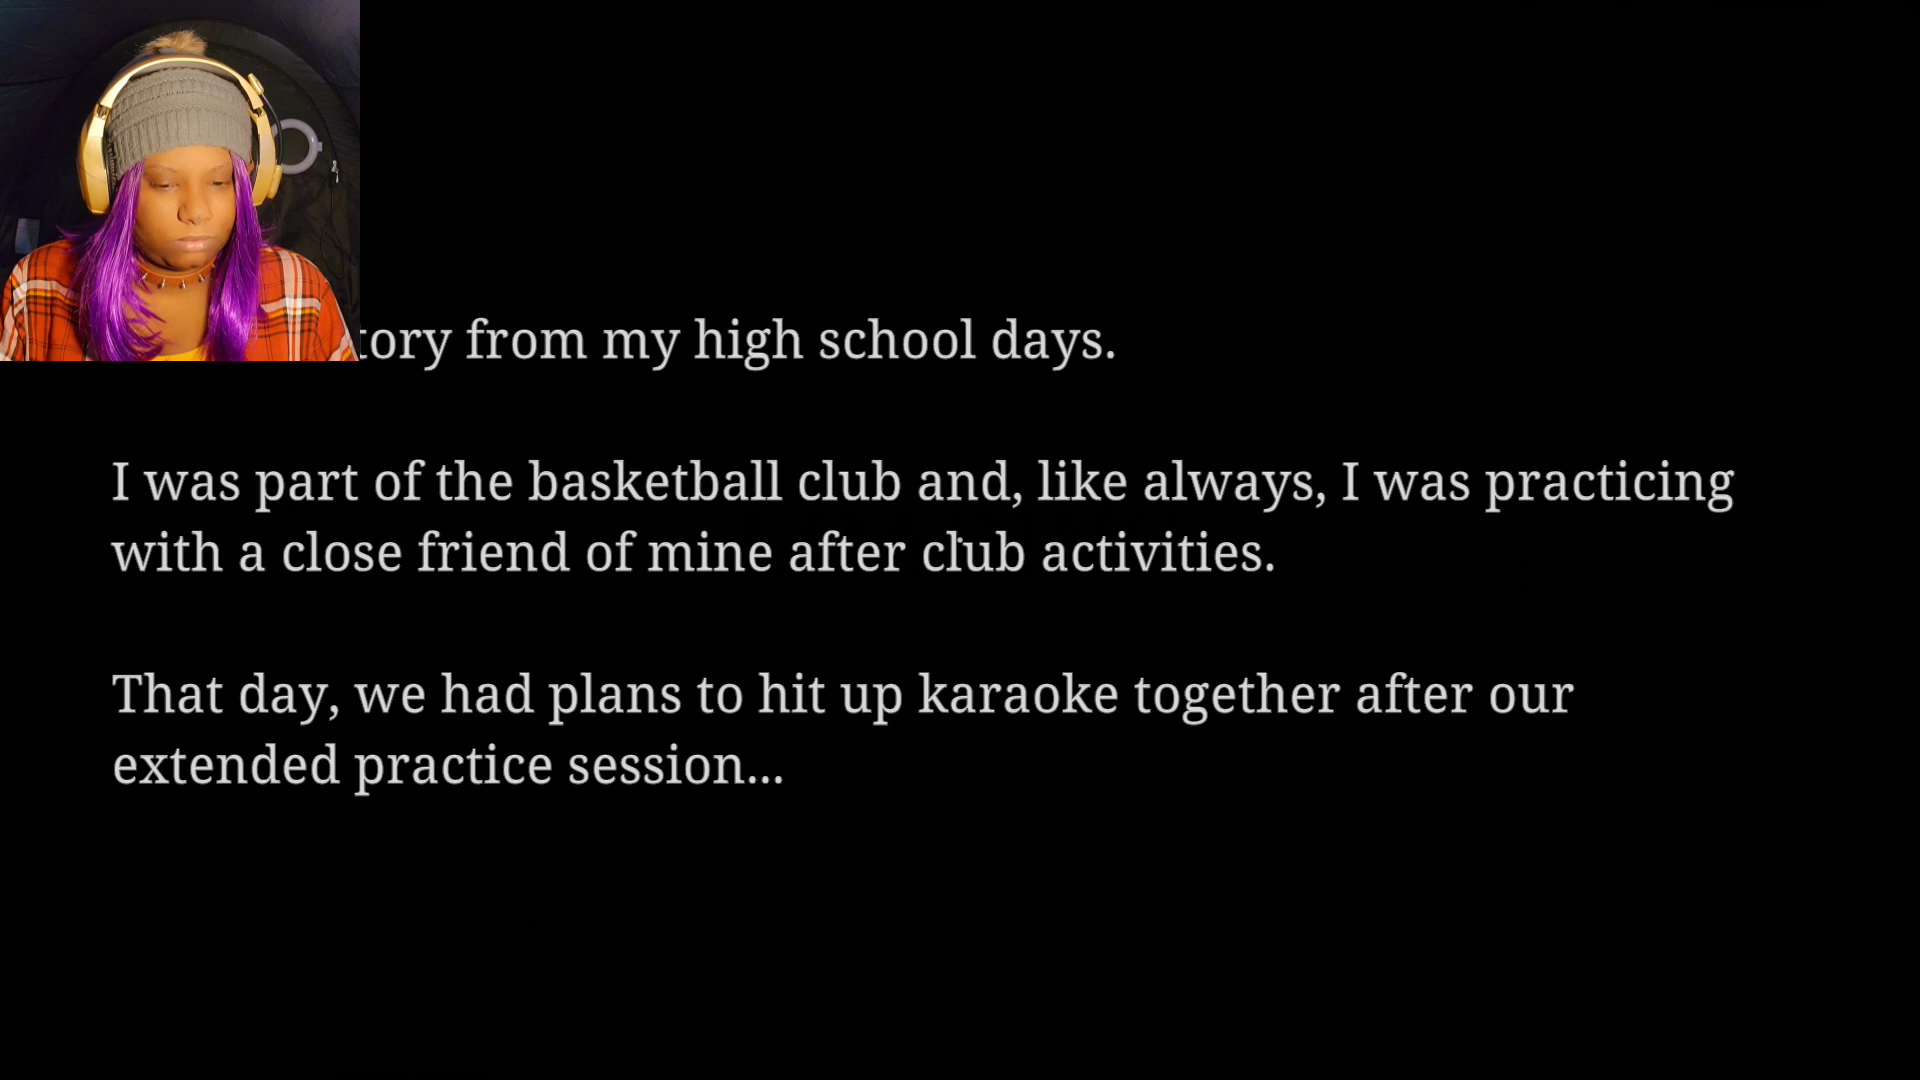 tory from my high school days.
I was part of the basketball club and, like always, I was practicing
with a close friend of mine after club activities.
That day, we had plans to hit up karaoke together after our
extended practice session...